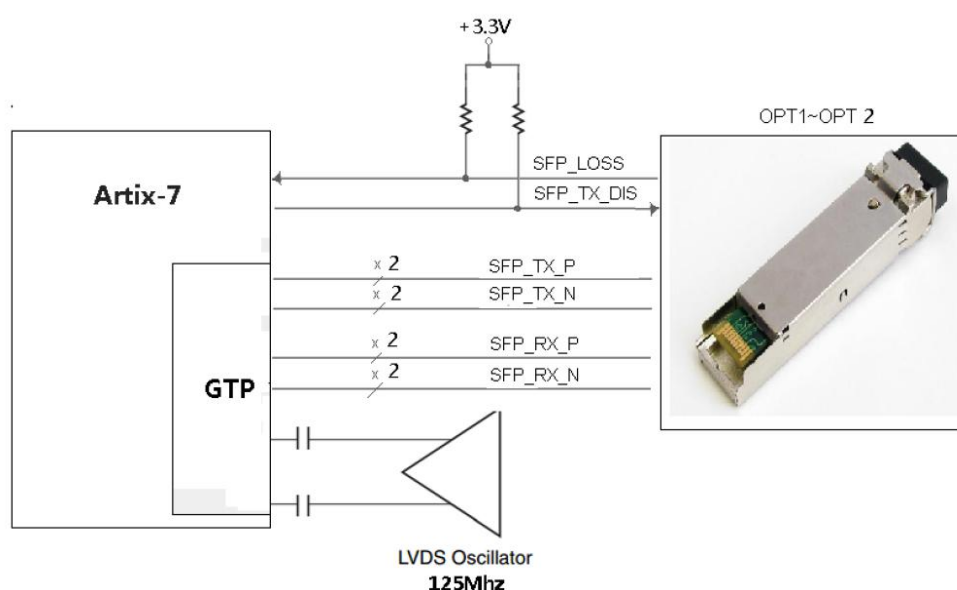 +3.3V
OPT1~OPT 2
SFP_LOSS
Artix-7
SFP_TX_DIS
x 2 SFP_TX_P
x 2 SFP_TX_N
x 2 SFP_RX_P
x 2 SFP_RX_N
GTP
LVDS Oscillator
125Mhz